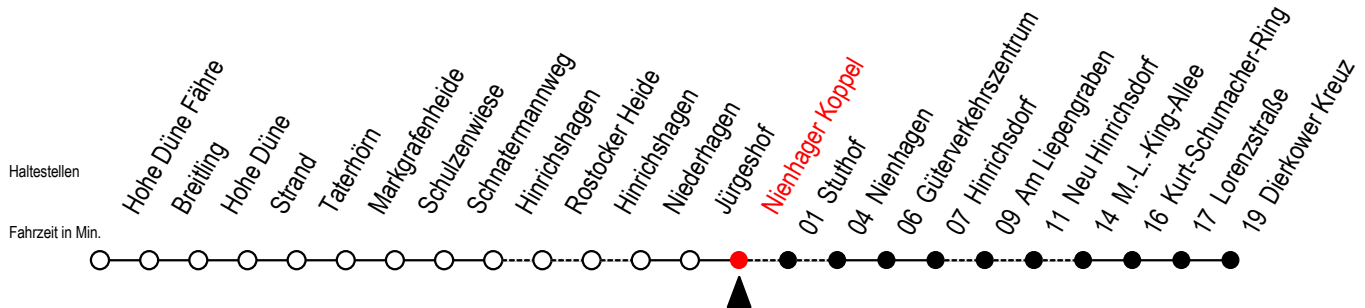 Haltestellen
Fahrzeit in Min.
Hohe Düne Fähre
Breitling
Hohe Düne
Strand
Taterhörn
Markgrafenheide
Schulzenwiese
Schnatermannweg
Hinrichshagen
Rostocker Heide
Hinrichshagen
Niederhagen
Jürgeshof
Nienhager Koppel
01 Stuthof
04 Nienhagen
06 Güterverkehrszentrum
07 Hinrichsdorf
09 Am Liepengraben
11 Neu Hinrichsdorf
14 M.-L.-King-Allee
16 Kurt-Schumacher-Ring
17 Lorenzstraße
19 Dierkower Kreuz